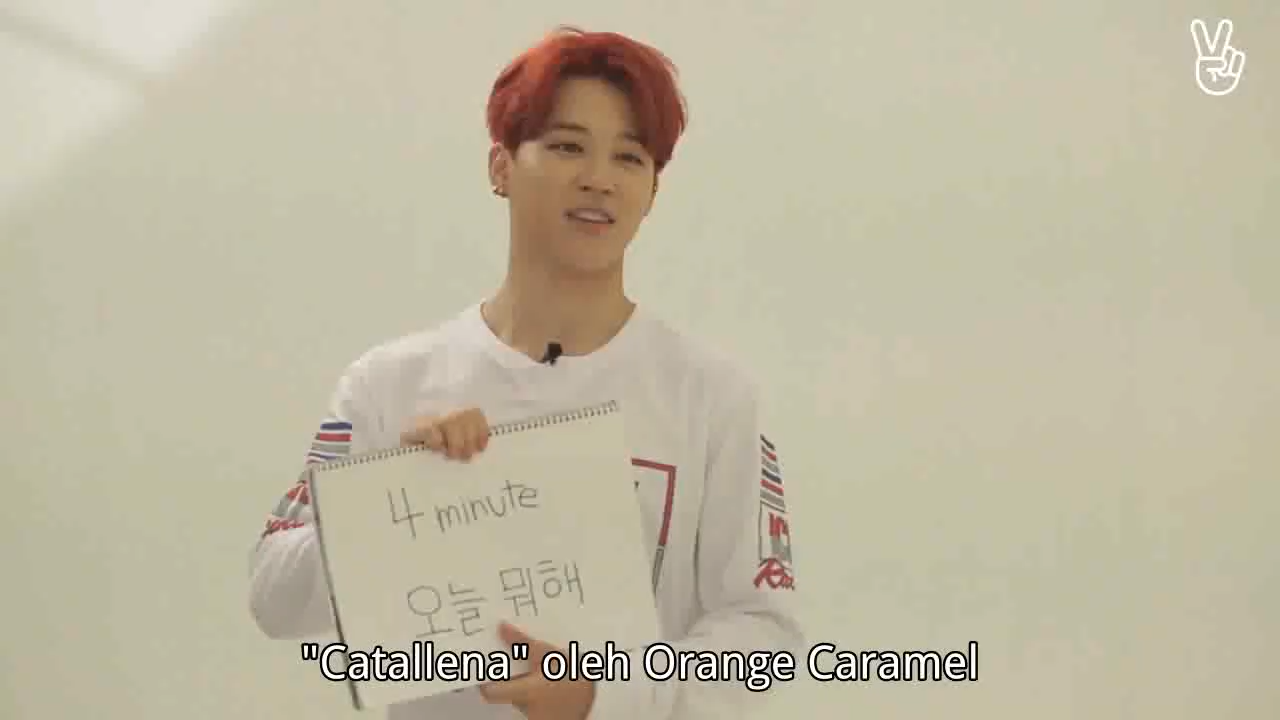 4 minute
오늘 뭐해
"Catallena" oleh Orange Caramel